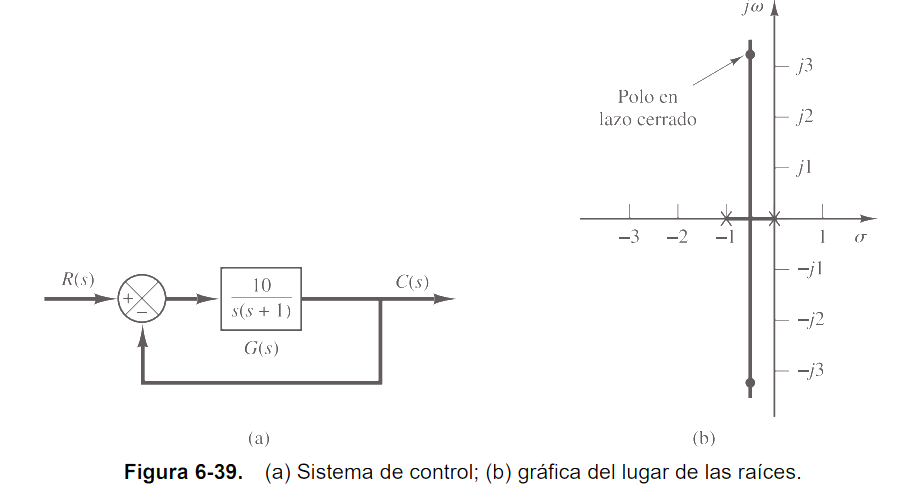 R(s)
+
−
10
s(s + 1)
G(s)
C(s)
(a)
jω
j3
j2
j1
Polo en
lazo cerrado
−3 −2 −1 1 σ
−j1
−j2
−j3
(b)
Figura 6-39. (a) Sistema de control; (b) gráfica del lugar de las raíces.